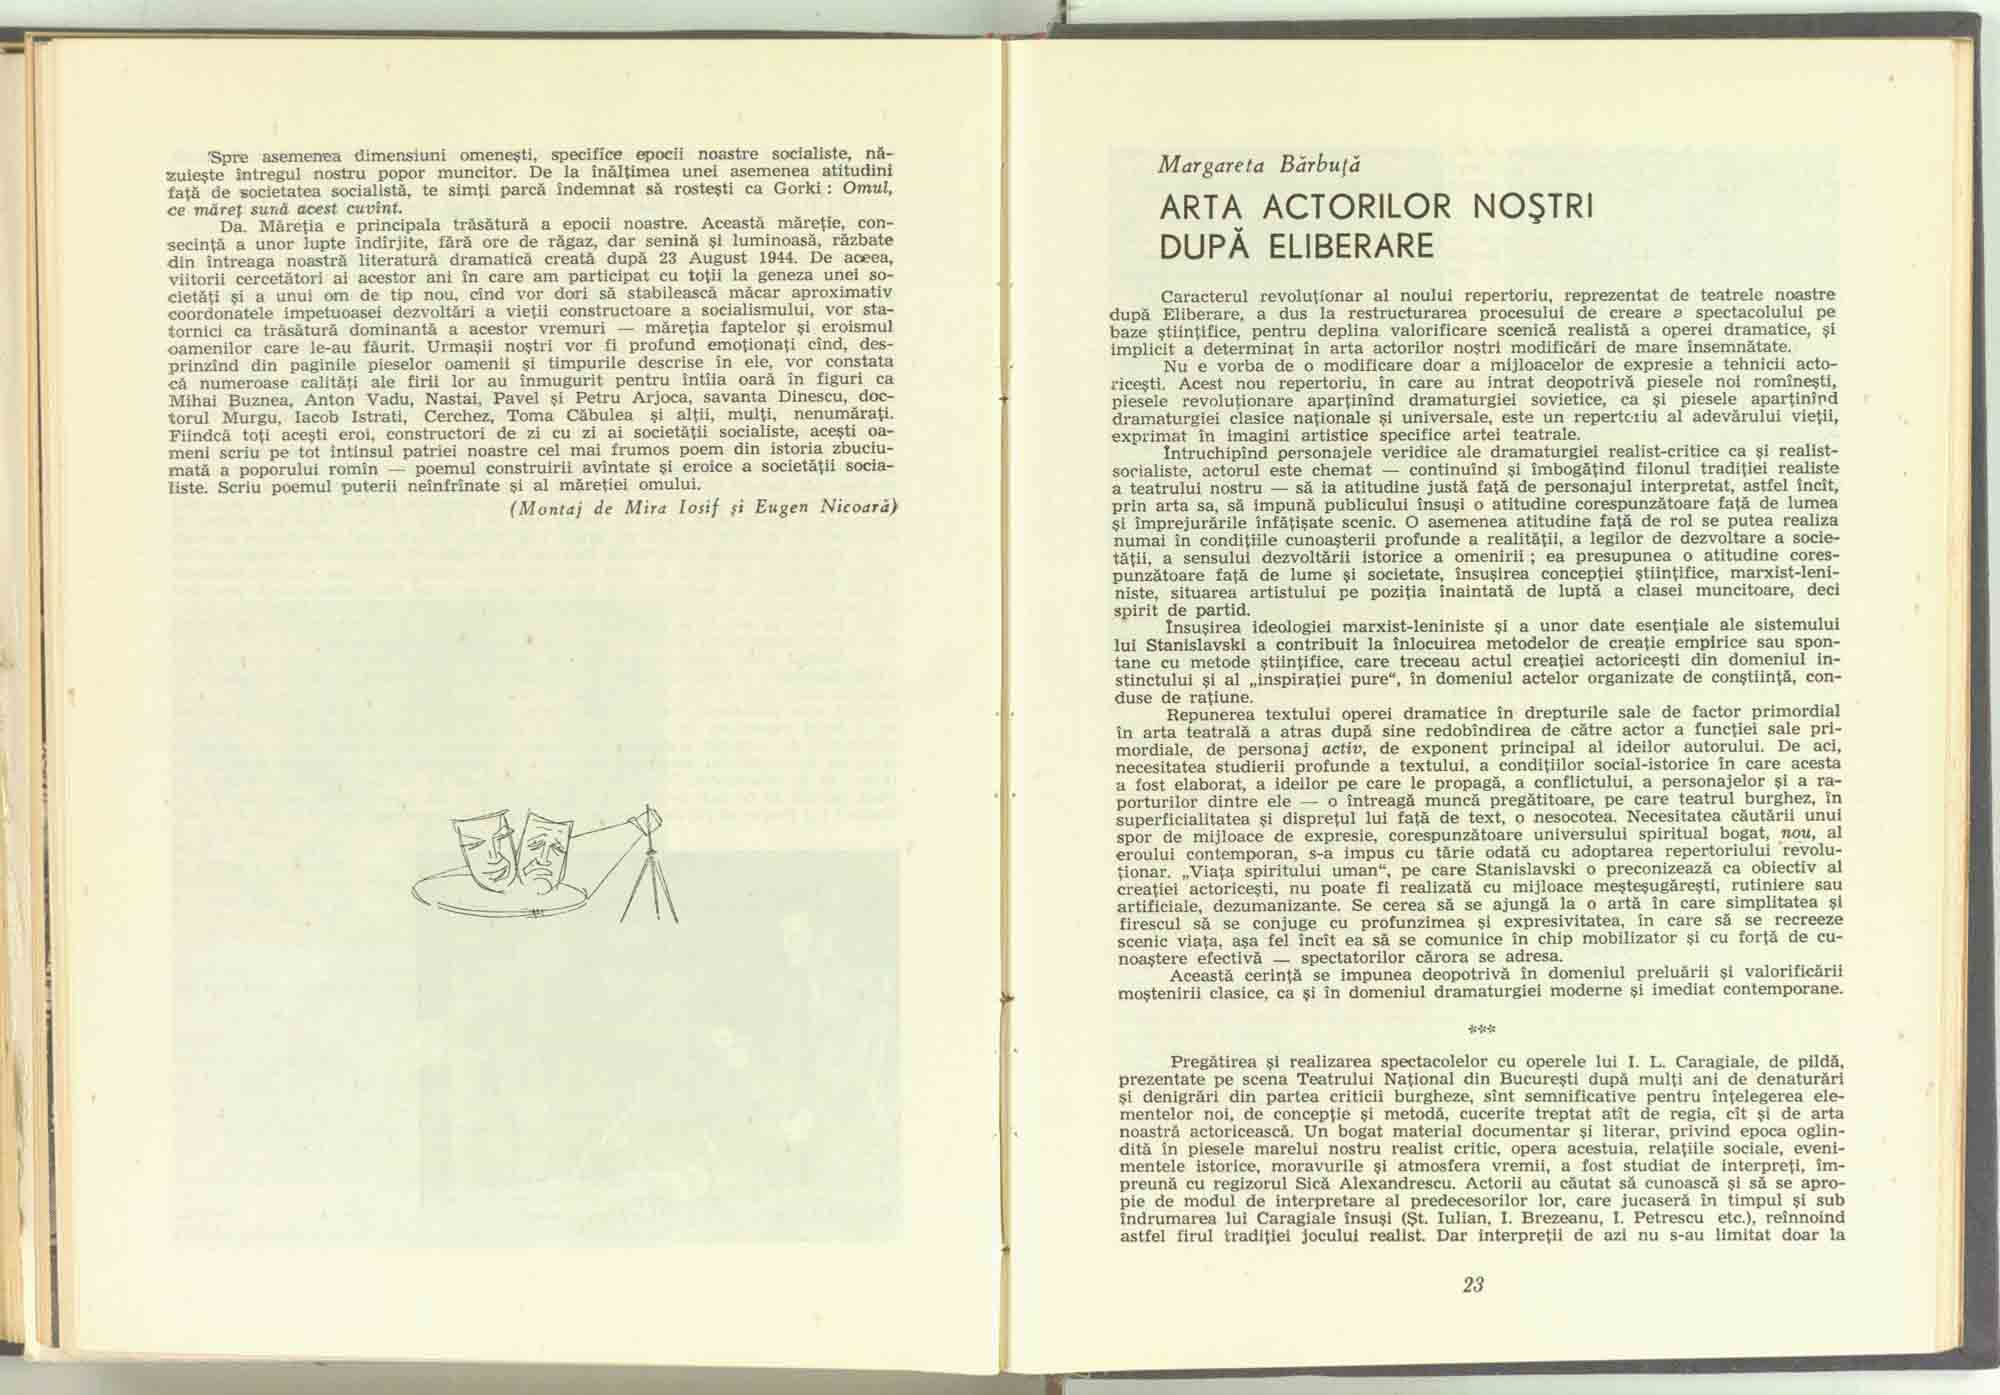 Spre asemenea dimensiuni omenești, specifice epocii noastre socialiste, nă-
zuiește întregul nostru popor muncitor. De la înălțimea unei asemenea atitudini
față de societatea socialistă, te simți parcă îndemnat să rostești ca Gorki : Omul,
ce măreț sună acest cuvînt.
Da. Măreția e principala trăsătură a epocii noastre. Această măreție, con-
secință a unor lupte îndîrjite, fără ore de răgaz, dar senină și luminoasă, răzbate
din întreaga noastră literatură dramatică creată după 23 August 1944. De aceea,
viitorii cercetători ai acestor ani în care am participat cu toții la geneza unei so-
cietăți și a unui om de tip nou, cînd vor dori să stabilească măcar aproximativ
coordonatele impetuoasei dezvoltări a vieții constructoare a socialismului, vor sta-
tornici ca trăsătură dominantă a acestor vremuri — măreția faptelor și eroismul
oamenilor care le-au făurit. Urmașii noștri vor fi profund emoționați cînd, des-
prinzînd din paginile pieselor oamenii și timpurile descrise în ele, vor constata
că numeroase calități ale firii lor au înmugurit pentru întîia oară în figuri ca
Mihai Buznea, Anton Vadu, Nastai, Pavel și Petru Arjoca, savanta Dinescu, doc-
torul Murgu, Iacob Istrati, Cerchez, Toma Căbulea și alții, mulți, nenumărați.
Fiindcă toți acești eroi, constructori de zi cu zi ai societății socialiste, acești oa-
meni scriu pe tot întinsul patriei noastre cel mai frumos poem din istoria zbuciu-
mată a poporului romîn — poemul construirii avîntate și eroice a societății socia-
liste. Scriu poemul puterii neînfrînate și al măreției omului.
(Montaj de Mira Iosif și Eugen Nicoară)
Margareta Bărbuță
ARTA ACTORILOR NOȘTRI
DUPĂ ELIBERARE
Caracterul revoluționar al noului repertoriu, reprezentat de teatrele noastre
după Eliberare, a dus la restructurarea procesului de creare a spectacolului pe
baze științifice, pentru deplina valorificare scenică realistă a operei dramatice, și
implicit a determinat în arta actorilor noștri modificări de mare însemnătate.
Nu e vorba de o modificare doar a mijloacelor de expresie a tehnicii acto-
ricești. Acest nou repertoriu, în care au intrat deopotrivă piesele noi romînești,
piesele revoluționare aparținînd dramaturgiei sovietice, ca și piesele aparținînd
dramaturgiei clasice naționale și universale, este un repertoriu al adevărului vieții,
exprimat în imagini artistice specifice artei teatrale.
Întruchipînd personajele veridice ale dramaturgiei realist-critice ca și realist-
socialiste, actorul este chemat — continuînd și îmbogățind filonul tradiției realiste
a teatrului nostru — să ia atitudine justă față de personajul interpretat, astfel încît,
prin arta sa, să impună publicului însuși o atitudine corespunzătoare față de lumea
și împrejurările înfățișate scenic. O asemenea atitudine față de rol se putea realiza
numai în condițiile cunoașterii profunde a realității, a legilor de dezvoltare a socie-
tății, a sensului dezvoltării istorice a omenirii ; ea presupunea o atitudine cores-
punzătoare față de lume și societate, însușirea concepției științifice, marxist-leni-
niste, situarea artistului pe poziția înaintată de luptă a clasei muncitoare, deci
spirit de partid.
Însușirea ideologiei marxist-leniniste și a unor date esențiale ale sistemului
lui Stanislavski a contribuit la înlocuirea metodelor de creație empirice sau spon-
tane cu metode științifice, care treceau actul creației actoricești din domeniul in-
stinctului și al „inspirației pure“, în domeniul actelor organizate de conștiință, con-
duse de rațiune.
Repunerea textului operei dramatice în drepturile sale de factor primordial
în arta teatrală a atras după sine redobîndirea de către actor a funcției sale pri-
mordiale, de personaj activ, de exponent principal al ideilor autorului. De aci,
necesitatea studierii profunde a textului, a condițiilor social-istorice în care acesta
a fost elaborat, a ideilor pe care le propagă, a conflictului, a personajelor și a ra-
porturilor dintre ele — o întreagă muncă pregătitoare, pe care teatrul burghez, în
superficialitatea și disprețul lui față de text, o nesocotea. Necesitatea căutării unui
spor de mijloace de expresie, corespunzătoare universului spiritual bogat, nou, al
eroului contemporan, s-a impus cu tărie odată cu adoptarea repertoriului revolu-
ționar. „Viața spiritului uman“, pe care Stanislavski o preconizează ca obiectiv al
creației actoricești, nu poate fi realizată cu mijloace meșteșugărești, rutiniere sau
artificiale, dezumanizante. Se cerea să se ajungă la o artă în care simplitatea și
firescul să se conjuge cu profunzimea și expresivitatea, în care să se recreeze
scenic viața, așa fel încît ea să se comunice în chip mobilizator și cu forță de cu-
noaștere efectivă — spectatorilor cărora se adresa.
Această cerință se impunea deopotrivă în domeniul preluării și valorificării
moștenirii clasice, ca și în domeniul dramaturgiei moderne și imediat contemporane.
***
Pregătirea și realizarea spectacolelor cu operele lui I. L. Caragiale, de pildă,
prezentate pe scena Teatrului Național din București după mulți ani de denaturări
și denigrări din partea criticii burgheze, sînt semnificative pentru înțelegerea ele-
mentelor noi, de concepție și metodă, cucerite treptat atît de regia, cît și de arta
noastră actoricească. Un bogat material documentar și literar, privind epoca oglin-
dită în piesele marelui nostru realist critic, opera acestuia, relațiile sociale, eveni-
mentele istorice, moravurile și atmosfera vremii, a fost studiat de interpreți, îm-
preună cu regizorul Sică Alexandrescu. Actorii au căutat să cunoască și să se apro-
pie de modul de interpretare al predecesorilor lor, care jucaseră în timpul și sub
îndrumarea lui Caragiale însuși (Șt. Iulian, I. Brezeanu, I. Petrescu etc.), reînnoind
astfel firul tradiției jocului realist. Dar interpreții de azi nu s-au limitat doar la
23